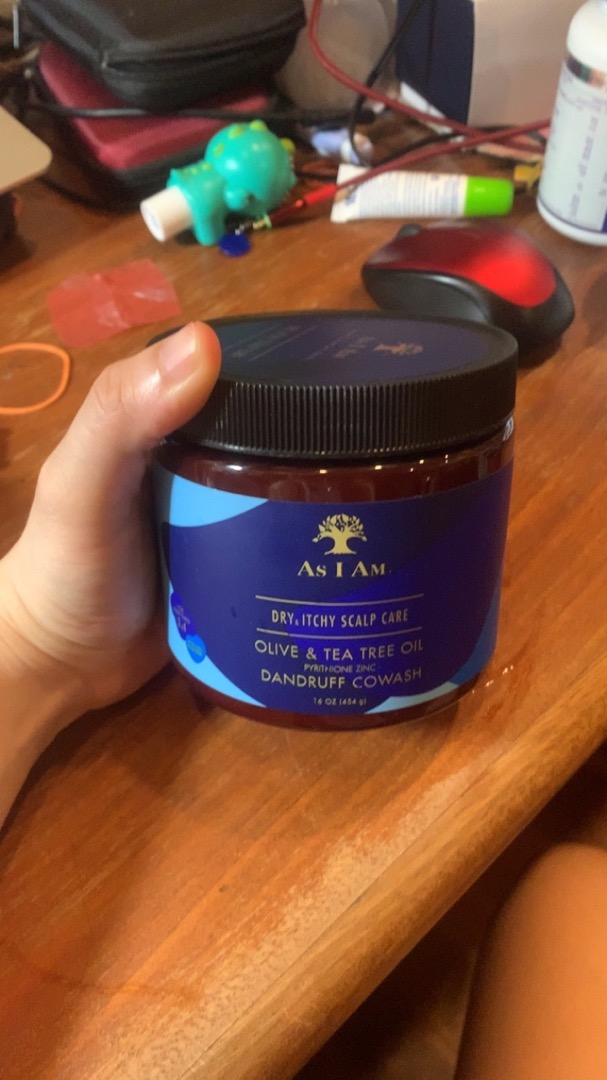 As I Am
DRY & ITCHY SCALP CARE
OLIVE & TEA TREE OIL
PYRITHIONE ZINC
DANDRUFF COWASH
16 OZ (454 g)